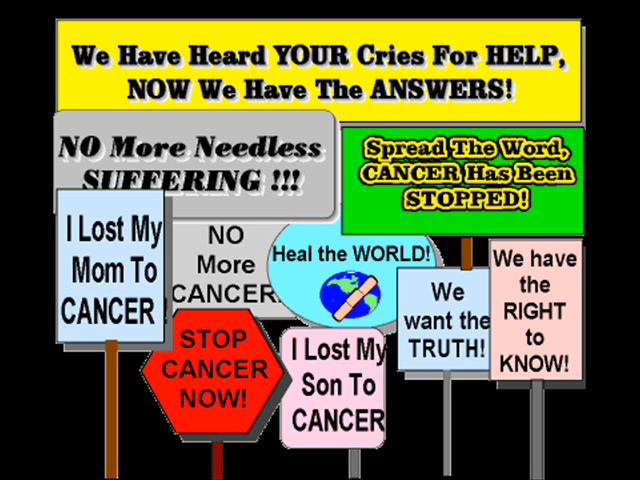 We Have Heard YOUR Cries For HELP,
NOW We Have The ANSWERS!
NO More Needless
SUFFERING !!!
Spread The Word,
CANCER Has Been
STOPPED!
I Lost My
Mom To
CANCER !
NO
More
CANCER!
Heal the WORLD!
We
want the
TRUTH!
We have
the
RIGHT
to
KNOW!
STOP
CANCER
NOW!
I Lost My
Son To
CANCER